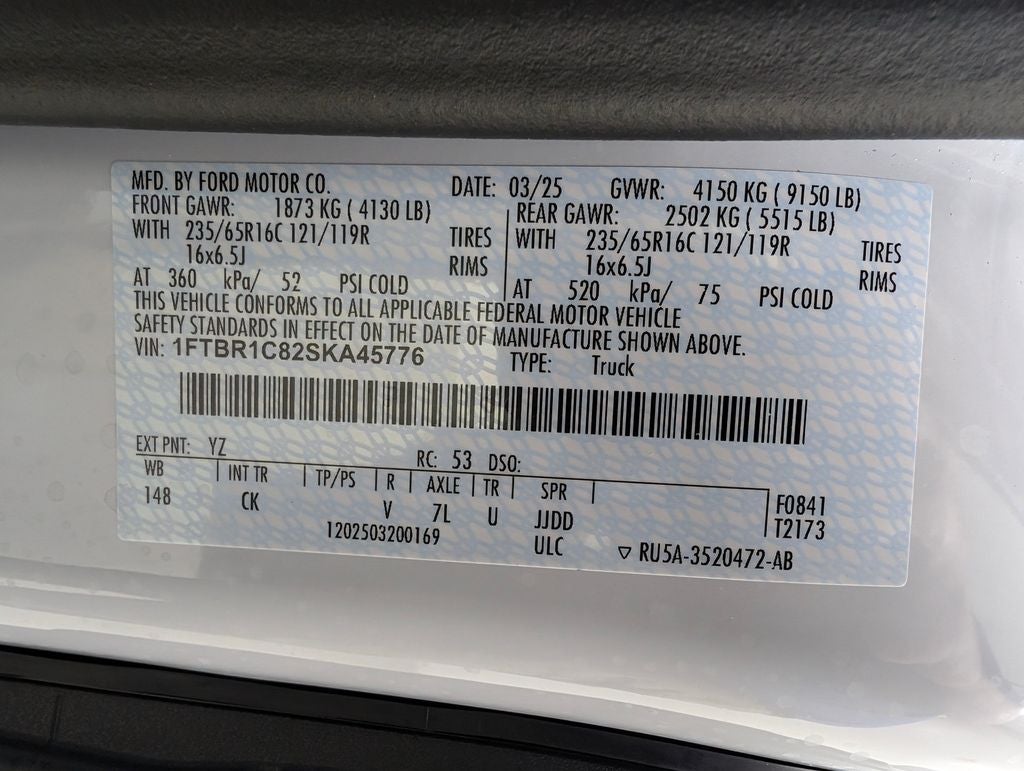 MFD. BY FORD MOTOR CO. DATE: 03/25 GVWR: 4150 KG ( 9150 LB)
FRONT GAWR: 1873 KG ( 4130 LB) REAR GAWR: 2502 KG ( 5515 LB)
WITH 235/65R16C 121/119R TIRES WITH 235/65R16C 121/119R TIRES
16x6.5J RIMS 16x6.5J RIMS
AT 360 kPa/ 52 PSI COLD AT 520 kPa/ 75 PSI COLD
THIS VEHICLE CONFORMS TO ALL APPLICABLE FEDERAL MOTOR VEHICLE
SAFETY STANDARDS IN EFFECT ON THE DATE OF MANUFACTURE SHOWN ABOVE.
VIN: 1FTBR1C82SKA45776 TYPE: Truck
EXT PNT: YZ RC: 53 DSO:
WB INT TR TP/PS R AXLE TR SPR F0841
148 CK V 7L U JJDD T2173
1202503200169 ULC ▽ RU5A-3520472-AB